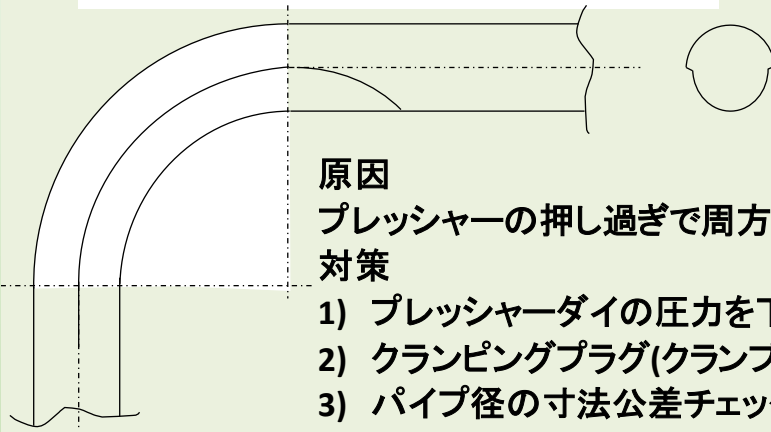 原因
プレッシャーの押し過ぎで周方
対策
1) プレッシャーダイの圧力を下
2) クランピングプラグ(クランプ
3) パイプ径の寸法公差チェッ